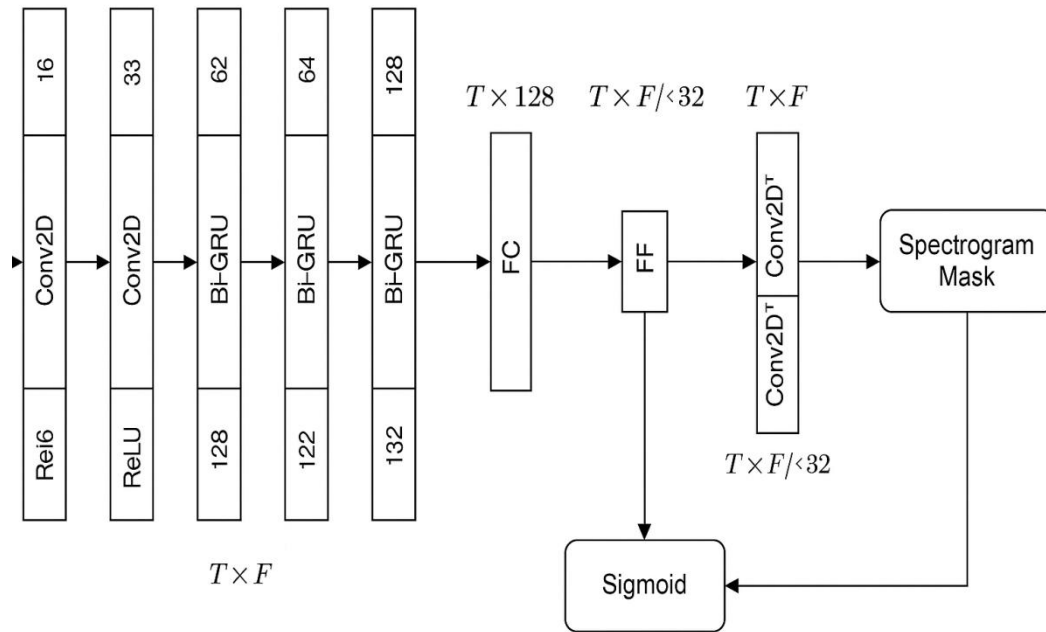 16
Conv2D
Rei6
33
Conv2D
ReLU
62
Bi-GRU
128
64
Bi-GRU
122
128
Bi-GRU
132
T × F
T × 128
FC
T × F/‹32
FF
T × F
Conv2Dᵀ
Conv2Dᵀ
T × F/‹32
Spectrogram
Mask
Sigmoid